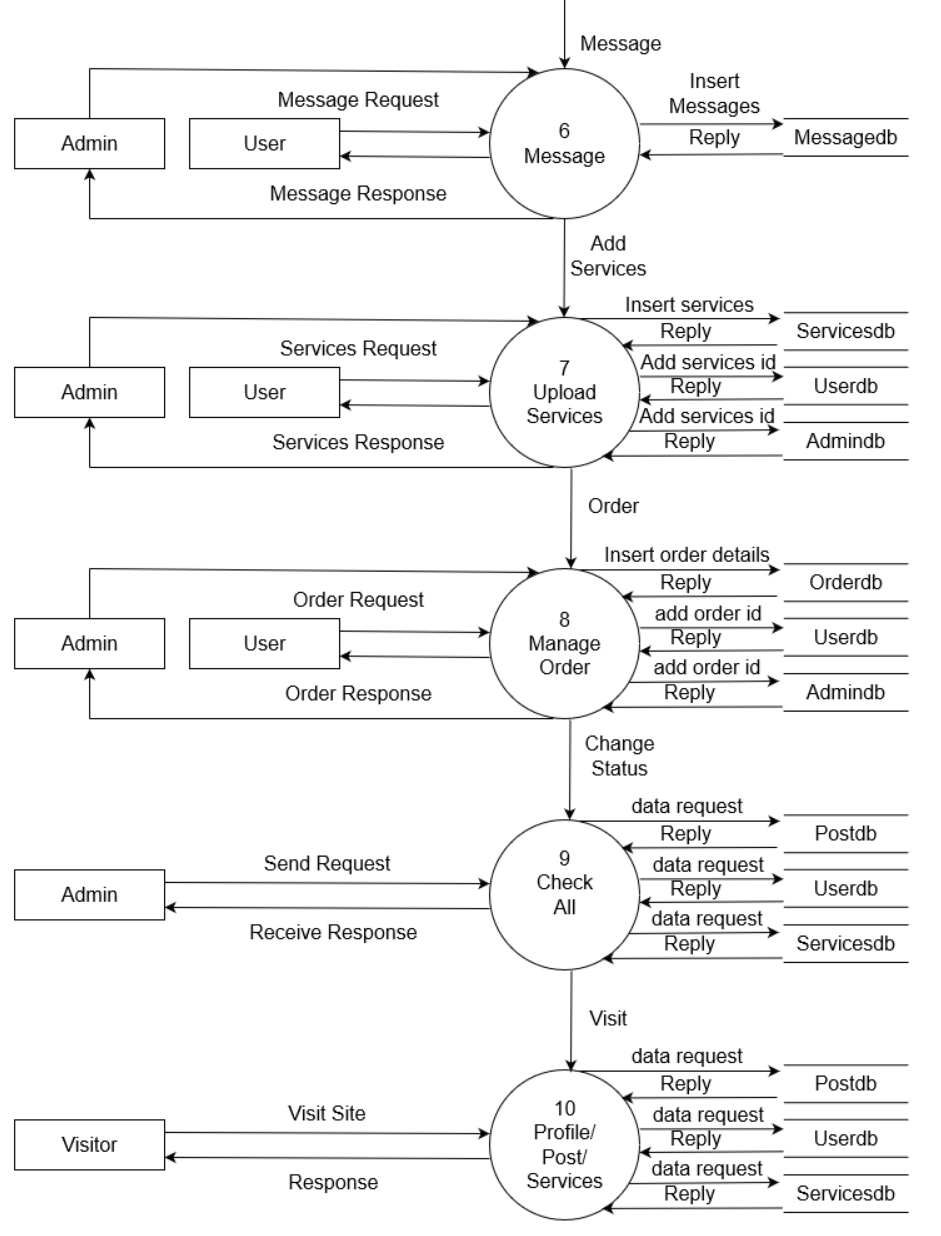 Message
Insert
Messages
Message Request
Admin
User
6
Message
Reply
Messagedb
Message Response
Add
Services
Insert services
Reply
Servicesdb
Services Request
Admin
User
7
Upload
Services
Add services id
Reply
Userdb
Add services id
Reply
Admindb
Services Response
Order
Insert order details
Reply
Orderdb
Order Request
Admin
User
8
Manage
Order
add order id
Reply
Userdb
add order id
Reply
Admindb
Order Response
Change
Status
data request
Reply
Postdb
Send Request
Admin
9
Check
All
data request
Reply
Userdb
data request
Reply
Servicesdb
Receive Response
Visit
data request
Reply
Postdb
Visit Site
Visitor
10
Profile/
Post/
Services
data request
Reply
Userdb
data request
Reply
Servicesdb
Response